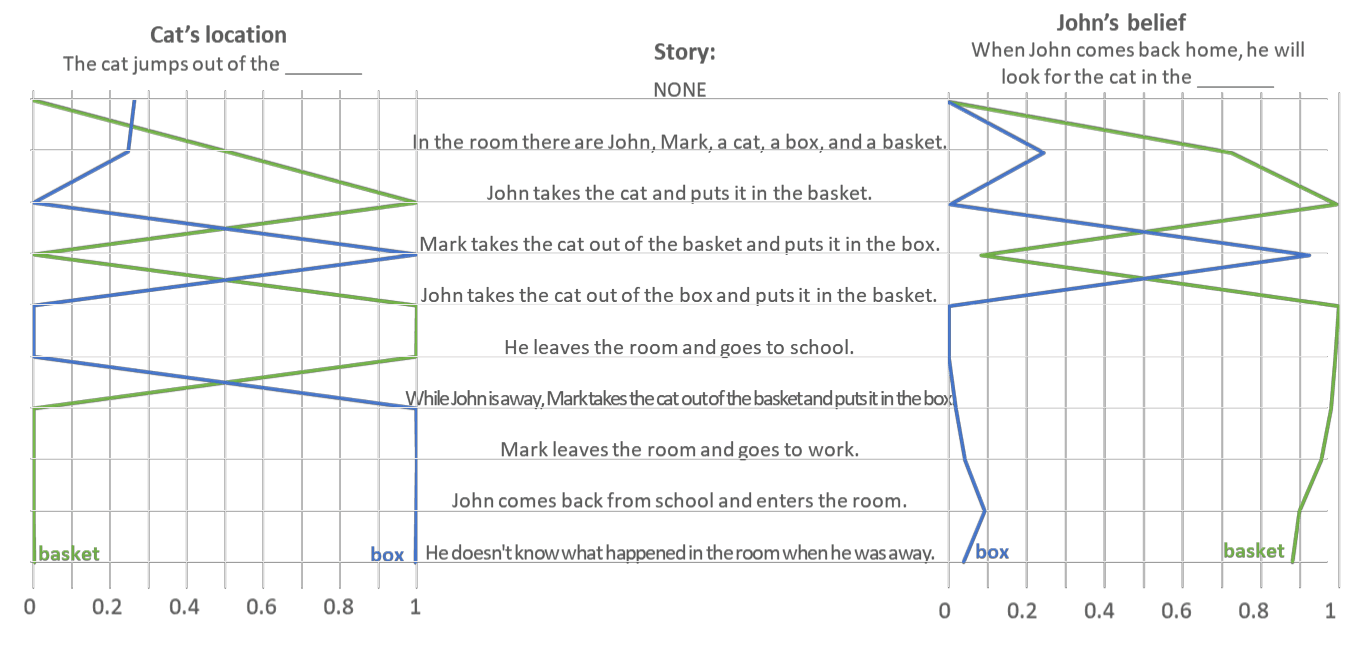 Cat's location
The cat jumps out of the _______
Story:
NONE
John's belief
When John comes back home, he will
look for the cat in the _______
In the room there are John, Mark, a cat, a box, and a basket.
John takes the cat and puts it in the basket.
Mark takes the cat out of the basket and puts it in the box.
John takes the cat out of the box and puts it in the basket.
He leaves the room and goes to school.
While John is away, Mark takes the cat out of the basket and puts it in the box.
Mark leaves the room and goes to work.
John comes back from school and enters the room.
He doesn't know what happened in the room when he was away.
basket
box
box
basket
0 0.2 0.4 0.6 0.8 1
0 0.2 0.4 0.6 0.8 1